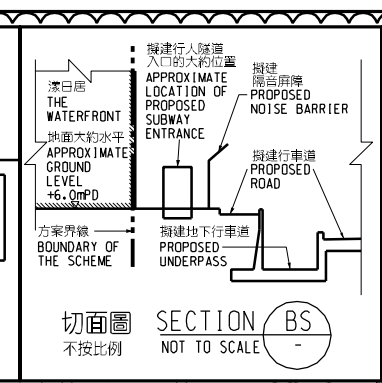 擬建行人隧道
入口的大約位置
APPROXIMATE
LOCATION OF
PROPOSED
SUBWAY
ENTRANCE
漾日居
THE
WATERFRONT
地面大約水平
APPROXIMATE
GROUND
LEVEL
+6.0mPD
擬建
隔音屏障
PROPOSED
NOISE BARRIER
擬建行車道
PROPOSED
ROAD
方案界線
BOUNDARY OF
THE SCHEME
擬建地下行車道
PROPOSED
UNDERPASS
切面圖 SECTION BS
不按比例 NOT TO SCALE -